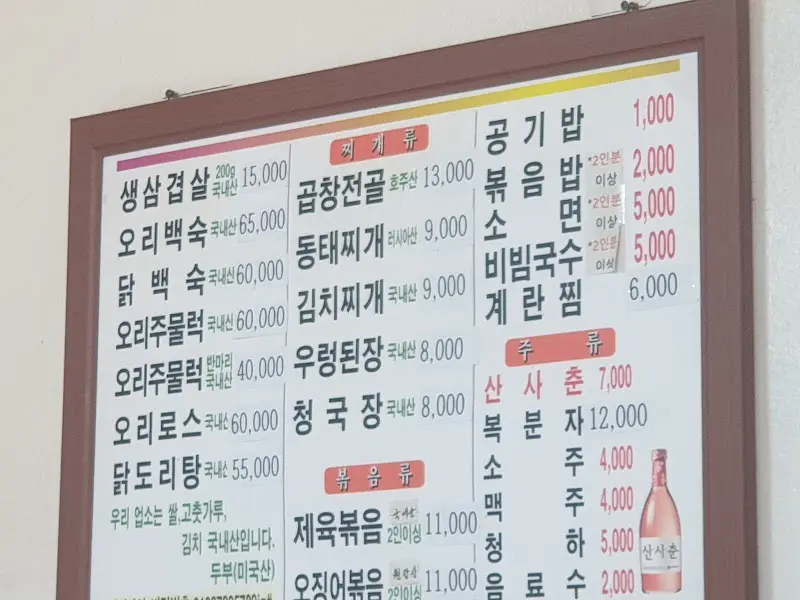 생삼겹살 200g 국내산 15,000
오리백숙 국내산 65,000
닭백숙 국내산 60,000
오리주물럭 국내산 60,000
오리주물럭 반마리 국내산 40,000
오리로스 국내산 60,000
닭도리탕 국내산 55,000
우리 업소는 쌀,고춧가루,
김치 국내산입니다.
두부(미국산)
찌개류
곱창전골 호주산 13,000
동태찌개 러시아산 9,000
김치찌개 국내산 9,000
우렁된장 국내산 8,000
청국장 국내산 8,000
볶음류
제육볶음 2인이상 11,000
오징어볶음 2인이상 11,000
공기밥 1,000
볶음밥 *2인분 이상 2,000
소면 *2인분 이상 5,000
비빔국수 *2인분 이상 5,000
계란찜 6,000
주류
산사춘 7,000
복분자 12,000
소주 4,000
맥주 4,000
청하 5,000
음료수 2,000
산사춘